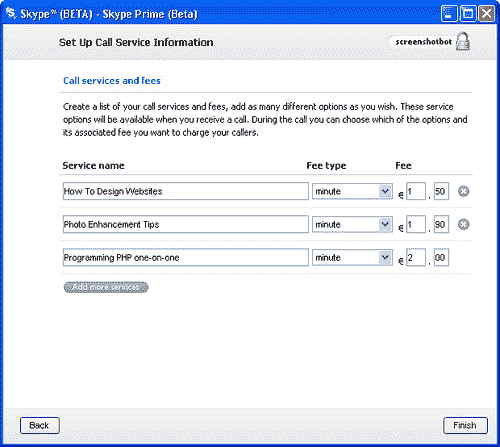 Skype™ (BETA) - Skype Prime (Beta)
Set Up Call Service Information
screenshotbot
Call services and fees
Create a list of your call services and fees, add as many different options as you wish. These service
options will be available when you receive a call. During the call you can choose which of the options and
its associated fee you want to charge your callers.
Service name Fee type Fee
How To Design Websites minute € 1 . 50
Photo Enhancement Tips minute € 1 . 90
Programming PHP one-on-one minute € 2 . 00
Add more services
Back Finish